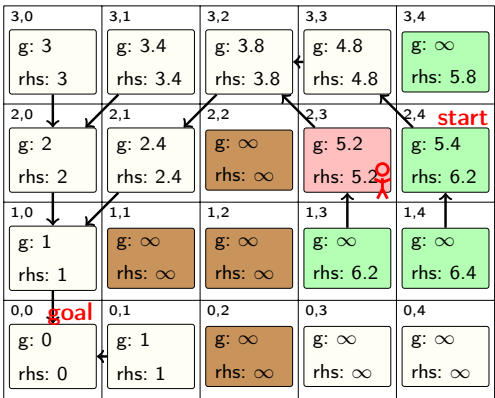 3,0 3,1 3,2 3,3 3,4
g: 3 g: 3.4 g: 3.8 g: 4.8 g: ∞
rhs: 3 rhs: 3.4 rhs: 3.8 rhs: 4.8 rhs: 5.8
2,0 2,1 2,2 2,3 2,4 start
g: 2 g: 2.4 g: ∞ g: 5.2 g: 5.4
rhs: 2 rhs: 2.4 rhs: ∞ rhs: 5.2 rhs: 6.2
1,0 1,1 1,2 1,3 1,4
g: 1 g: ∞ g: ∞ g: ∞ g: ∞
rhs: 1 rhs: ∞ rhs: ∞ rhs: 6.2 rhs: 6.4
0,0 goal 0,1 0,2 0,3 0,4
g: 0 g: 1 g: ∞ g: ∞ g: ∞
rhs: 0 rhs: 1 rhs: ∞ rhs: ∞ rhs: ∞